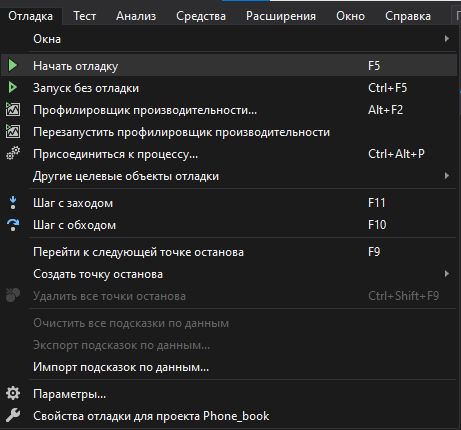 Отладка Тест Анализ Средства Расширения Окно Справка
Окна
Начать отладку F5
Запуск без отладки Ctrl+F5
Профилировщик производительности... Alt+F2
Перезапустить профилировщик производительности
Присоединиться к процессу... Ctrl+Alt+P
Другие целевые объекты отладки
Шаг с заходом F11
Шаг с обходом F10
Перейти к следующей точке останова F9
Создать точку останова
Удалить все точки останова Ctrl+Shift+F9
Очистить все подсказки по данным
Экспорт подсказок по данным...
Импорт подсказок по данным...
Параметры...
Свойства отладки для проекта Phone_book